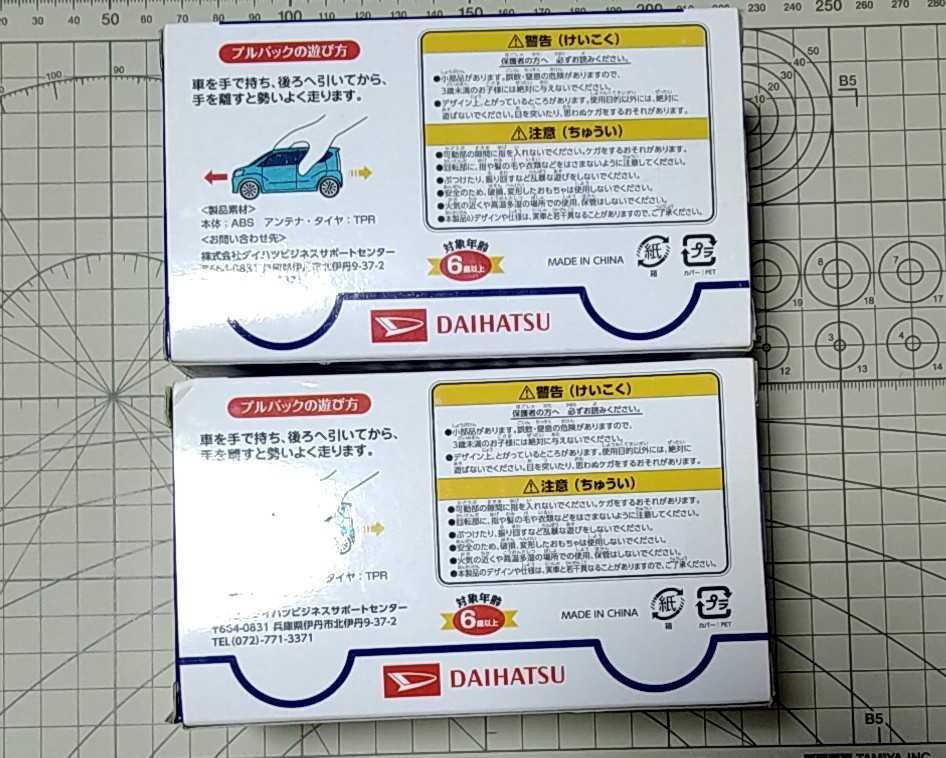 プルバックの遊び方
車を手で持ち、後ろへ引いてから、
手を離すと勢いよく走ります。
<製品素材>
本体：ABS アンテナ・タイヤ：TPR
<お問い合わせ先>
株式会社ダイハツビジネスサポートセンター
伊丹市北伊丹9-37-2
⚠警告（けいこく）
保護者の方へ 必ずお読みください。
●小部品があります。誤飲・窒息の危険がありますので、
3歳未満のお子様には絶対に与えないでください。
●デザイン上、とがっているところがあります。使用目的以外には、絶対に
遊ばないでください。目を突いたり、思わぬケガをするおそれがあります。
⚠注意（ちゅうい）
●可動部の隙間に指を入れないでください。ケガをするおそれがあります。
●回転部に、指や髪の毛や衣類などをはさまないように注意してください。
●ぶつけたり、振り回すなど乱暴な遊びをしないでください。
●安全のため、破損、変形したおもちゃは使用しないでください。
●火気の近くや高温多湿の場所での使用、保管はしないでください。
●本製品のデザインや仕様は、実車と若干異なることがありますので、ご了承ください。
対象年齢
6歳以上
MADE IN CHINA
紙
箱
プラ
カバー：PET
DAIHATSU
プルバックの遊び方
車を手で持ち、後ろへ引いてから、
手を離すと勢いよく走ります。
タイヤ：TPR
イハツビジネスサポートセンター
〒664-0831 兵庫県伊丹市北伊丹9-37-2
TEL(072)-771-3371
⚠警告（けいこく）
保護者の方へ 必ずお読みください。
●小部品があります。誤飲・窒息の危険がありますので、
3歳未満のお子様には絶対に与えないでください。
●デザイン上、とがっているところがあります。使用目的以外には、絶対に
遊ばないでください。目を突いたり、思わぬケガをするおそれがあります。
⚠注意（ちゅうい）
●可動部の隙間に指を入れないでください。ケガをするおそれがあります。
●回転部に、指や髪の毛や衣類などをはさまないように注意してください。
●ぶつけたり、振り回すなど乱暴な遊びをしないでください。
●安全のため、破損、変形したおもちゃは使用しないでください。
●火気の近くや高温多湿の場所での使用、保管はしないでください。
●本製品のデザインや仕様は、実車と若干異なることがありますので、ご了承ください。
対象年齢
6歳以上
MADE IN CHINA
紙
箱
プラ
カバー：PET
DAIHATSU
B5
B5
TAMIYA, INC.